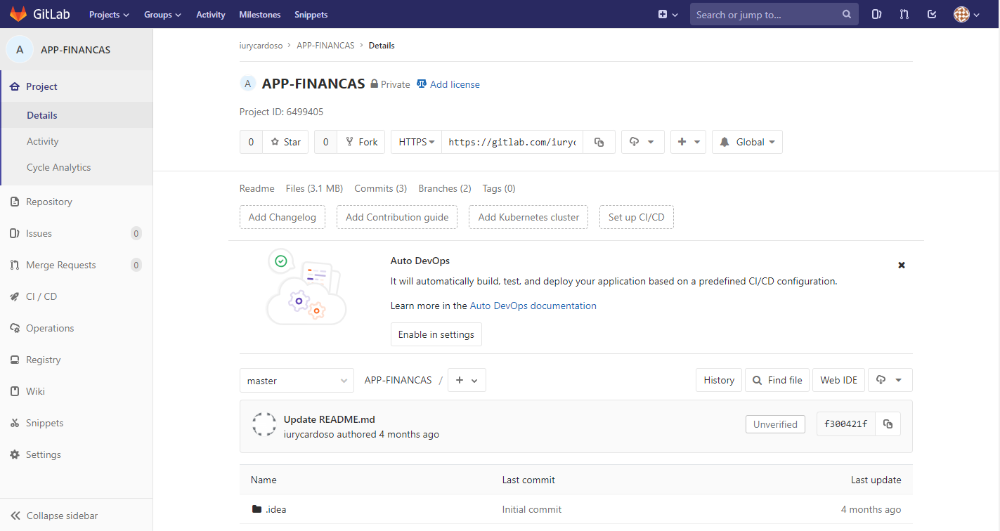 GitLab Projects Groups Activity Milestones Snippets Search or jump to...
A APP-FINANCAS
Project
Details
Activity
Cycle Analytics
Repository
Issues 0
Merge Requests 0
CI / CD
Operations
Registry
Wiki
Snippets
Settings
Collapse sidebar
iurycardoso › APP-FINANCAS › Details
A APP-FINANCAS Private Add license
Project ID: 6499405
0 Star 0 Fork HTTPS https://gitlab.com/iuryc Global
Readme Files (3.1 MB) Commits (3) Branches (2) Tags (0)
Add Changelog Add Contribution guide Add Kubernetes cluster Set up CI/CD
Auto DevOps
It will automatically build, test, and deploy your application based on a predefined CI/CD configuration.
Learn more in the Auto DevOps documentation
Enable in settings
master APP-FINANCAS / + History Find file Web IDE
Update README.md
iurycardoso authored 4 months ago
Unverified f300421f
Name Last commit Last update
.idea Initial commit 4 months ago